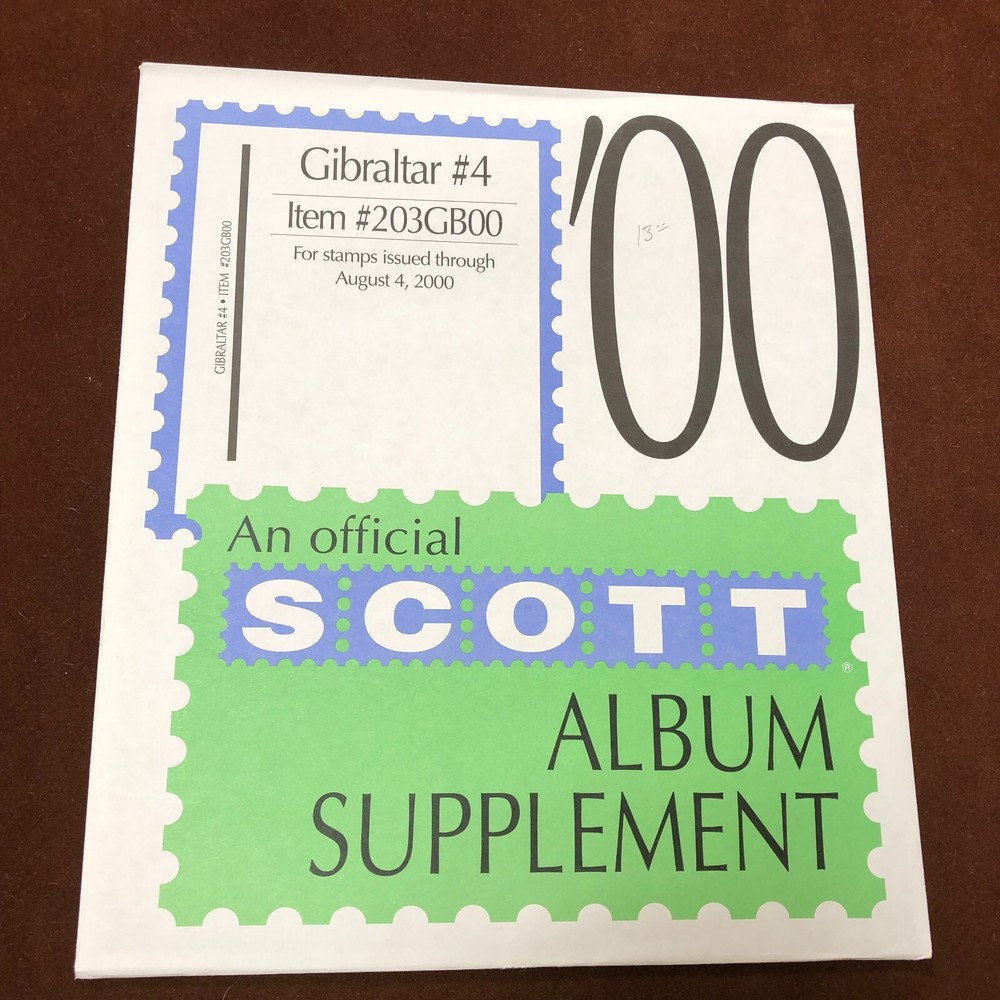 Gibraltar #4
Item #203GB00
For stamps issued through
August 4, 2000
GIBRALTAR #4 • ITEM #203GB00
'00
13
An official
SCOTT
®
ALBUM
SUPPLEMENT